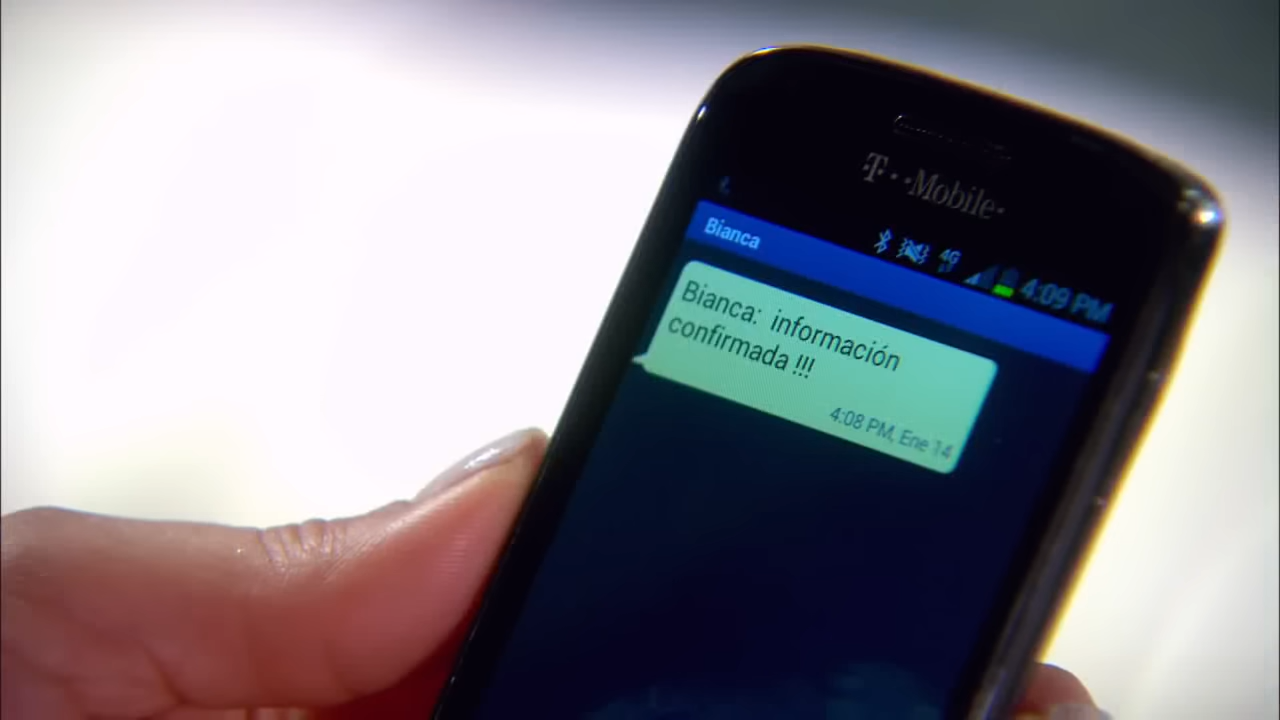 T··Mobile·
4G
4:09 PM
Bianca
Bianca: información
confirmada !!!
4:08 PM, Ene 14